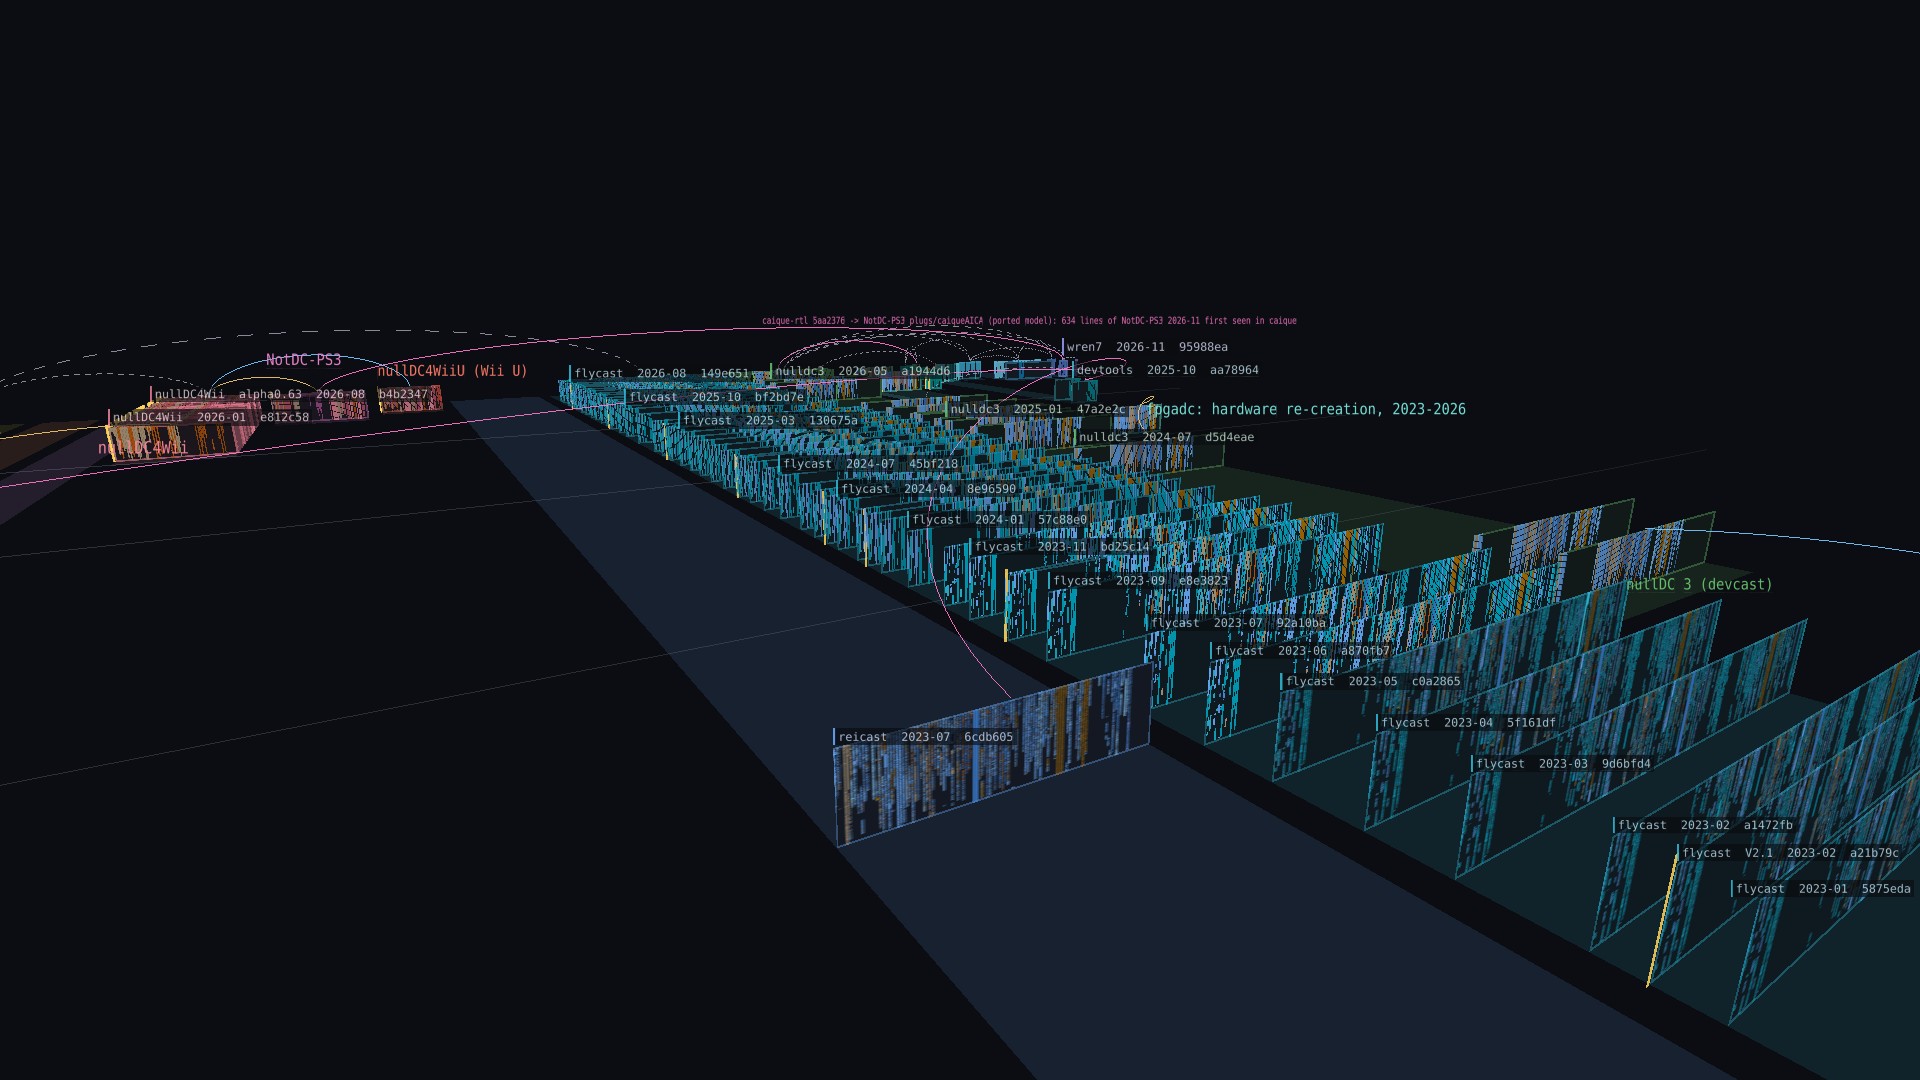 caique-rtl 5aa2376 -> NotDC-PS3 plugs/caiqueAICA (ported model): 634 lines of NotDC-PS3 2026-11 first seen in caique
wren7 2026-11 95988ea
NotDC-PS3
nullDC4WiiU (Wii U)
flycast 2026-08 149e651
nulldc3 2026-05 a1944d6
devtools 2025-10 aa78964
nullDC4Wii alpha0.63 2026-08 b4b2347
flycast 2025-10 bf2bd7e
nullDC4Wii 2026-01 e812c58
nulldc3 2025-01 47a2e2c
fpgadc: hardware re-creation, 2023-2026
flycast 2025-03 130675a
nulldc3 2024-07 d5d4eae
nullDC4Wii
flycast 2024-07 45bf218
flycast 2024-04 8e96590
flycast 2024-01 57c88e0
flycast 2023-11 bd25c14
flycast 2023-09 e8e3823
nullDC 3 (devcast)
flycast 2023-07 92a10ba
flycast 2023-06 a870fb7
flycast 2023-05 c0a2865
flycast 2023-04 5f161df
reicast 2023-07 6cdb605
flycast 2023-03 9d6bfd4
flycast 2023-02 a1472fb
flycast V2.1 2023-02 a21b79c
flycast 2023-01 5875eda